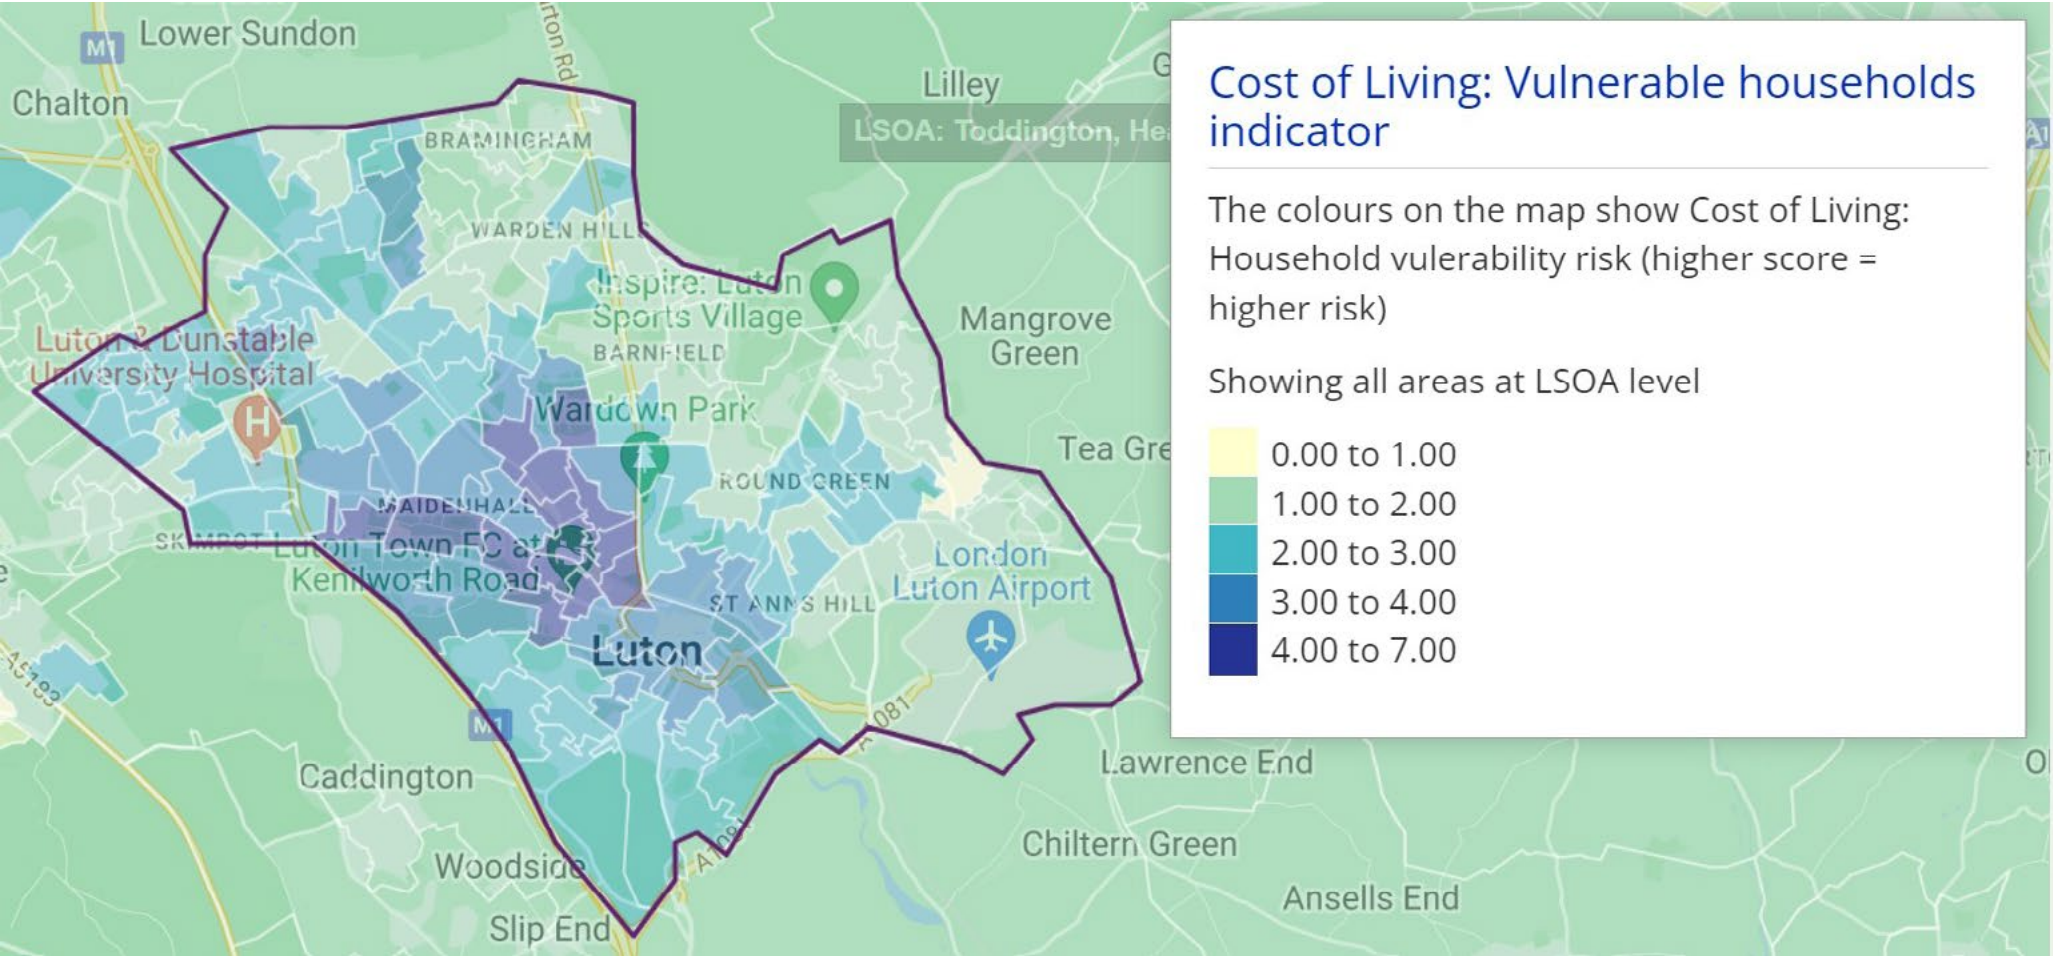 Lower Sundon
M1
Chalton
BRAMINGHAM
Lilley
LSOA: Toddington,
WARDEN HILLS
Inspire: Luton
Sports Village
BARNFIELD
Mangrove
Green
Luton & Dunstable
University Hospital
H
Wardown Park
Tea Gre
ROUND GREEN
MAIDENHALL
SKIMPOT
Luton Town FC at
Kenilworth Road
London
Luton Airport
ST ANNS HILL
Luton
A5183
M1
A1081
Lawrence End
Caddington
A1081
Chiltern Green
Woodside
Ansells End
Slip End
Cost of Living: Vulnerable households
indicator
The colours on the map show Cost of Living:
Household vulerability risk (higher score =
higher risk)
Showing all areas at LSOA level
0.00 to 1.00
1.00 to 2.00
2.00 to 3.00
3.00 to 4.00
4.00 to 7.00